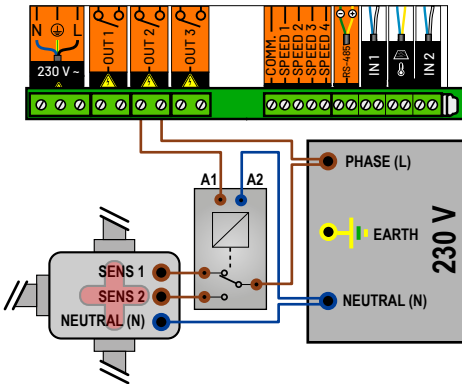 N L
230 V ~
OUT 1
OUT 2
OUT 3
COMM.
SPEED 1
SPEED 2
SPEED 3
SPEED 4
RS-485
IN 1
IN 2
A1 A2
PHASE (L)
EARTH
NEUTRAL (N)
230 V
SENS 1
SENS 2
NEUTRAL (N)